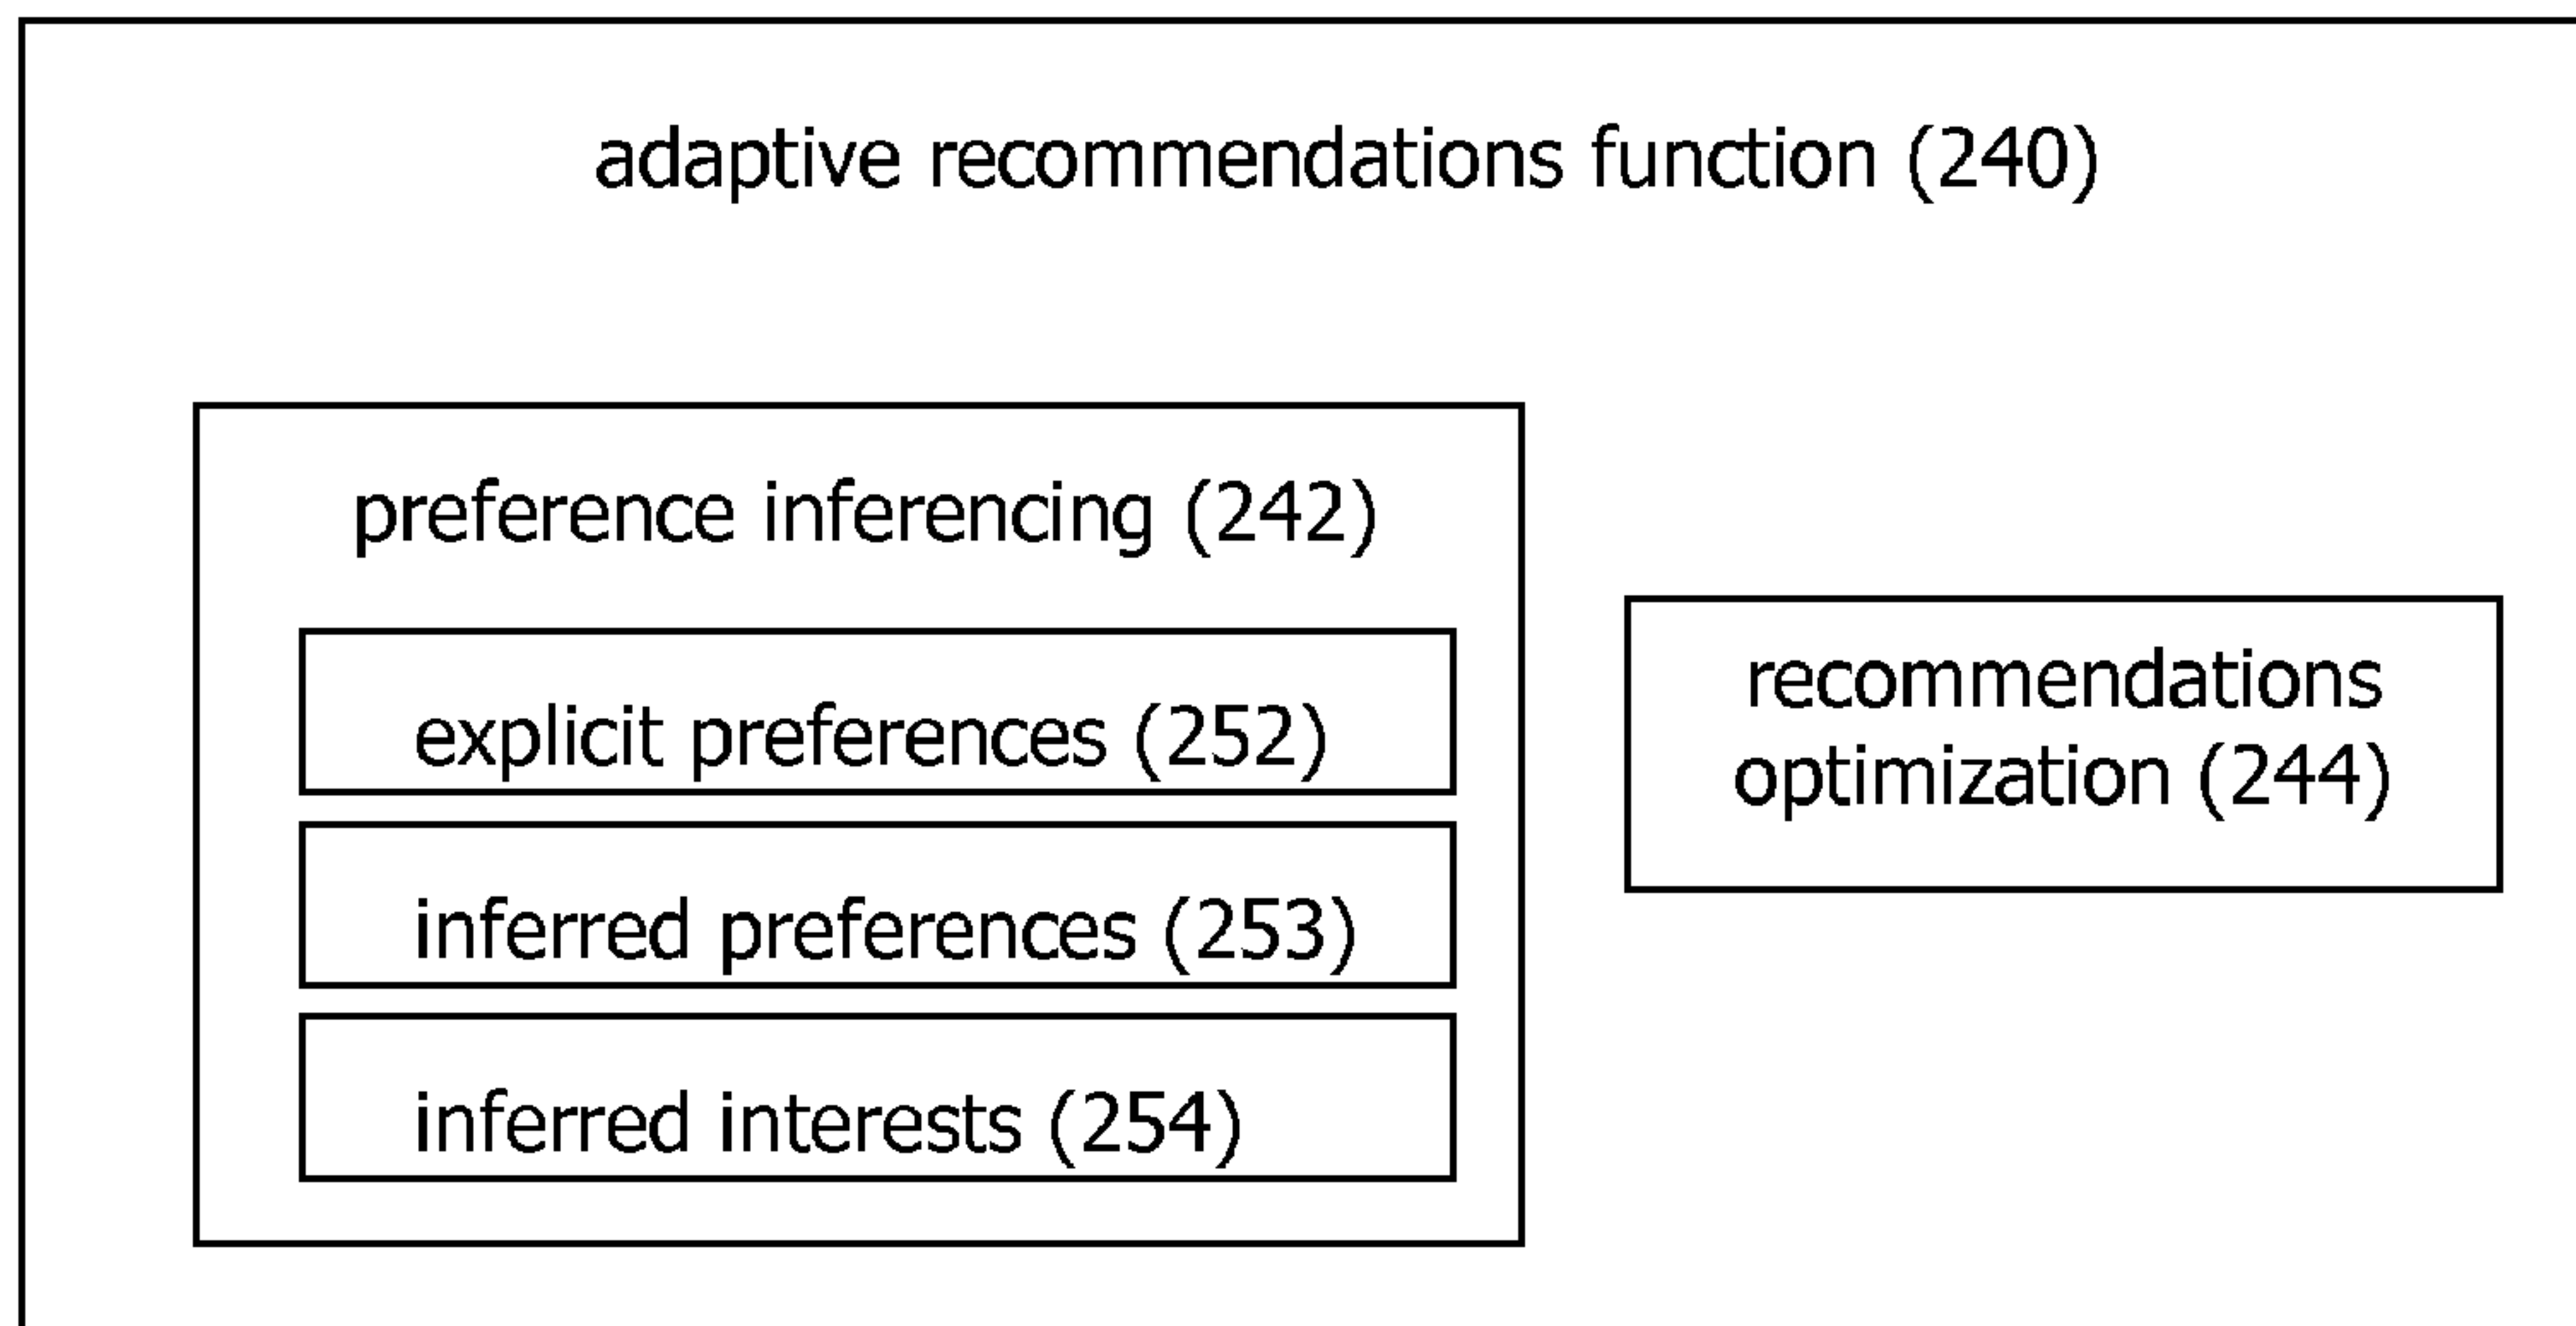 adaptive recommendations function (240)
preference inferencing (242)
explicit preferences (252)
inferred preferences (253)
inferred interests (254)
recommendations
optimization (244)